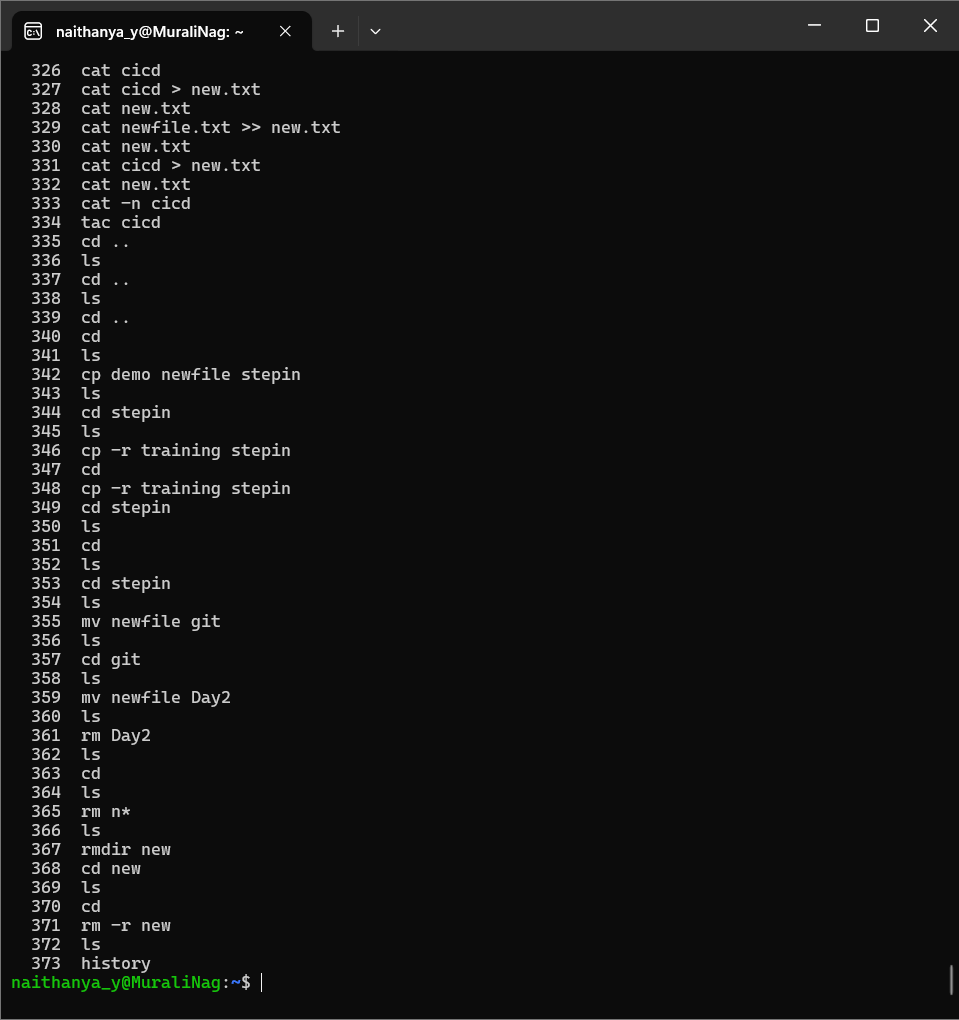 naithanya_y@MuraliNag: ~
326 cat cicd
327 cat cicd > new.txt
328 cat new.txt
329 cat newfile.txt >> new.txt
330 cat new.txt
331 cat cicd > new.txt
332 cat new.txt
333 cat -n cicd
334 tac cicd
335 cd ..
336 ls
337 cd ..
338 ls
339 cd ..
340 cd
341 ls
342 cp demo newfile stepin
343 ls
344 cd stepin
345 ls
346 cp -r training stepin
347 cd
348 cp -r training stepin
349 cd stepin
350 ls
351 cd
352 ls
353 cd stepin
354 ls
355 mv newfile git
356 ls
357 cd git
358 ls
359 mv newfile Day2
360 ls
361 rm Day2
362 ls
363 cd
364 ls
365 rm n*
366 ls
367 rmdir new
368 cd new
369 ls
370 cd
371 rm -r new
372 ls
373 history
naithanya_y@MuraliNag:~$